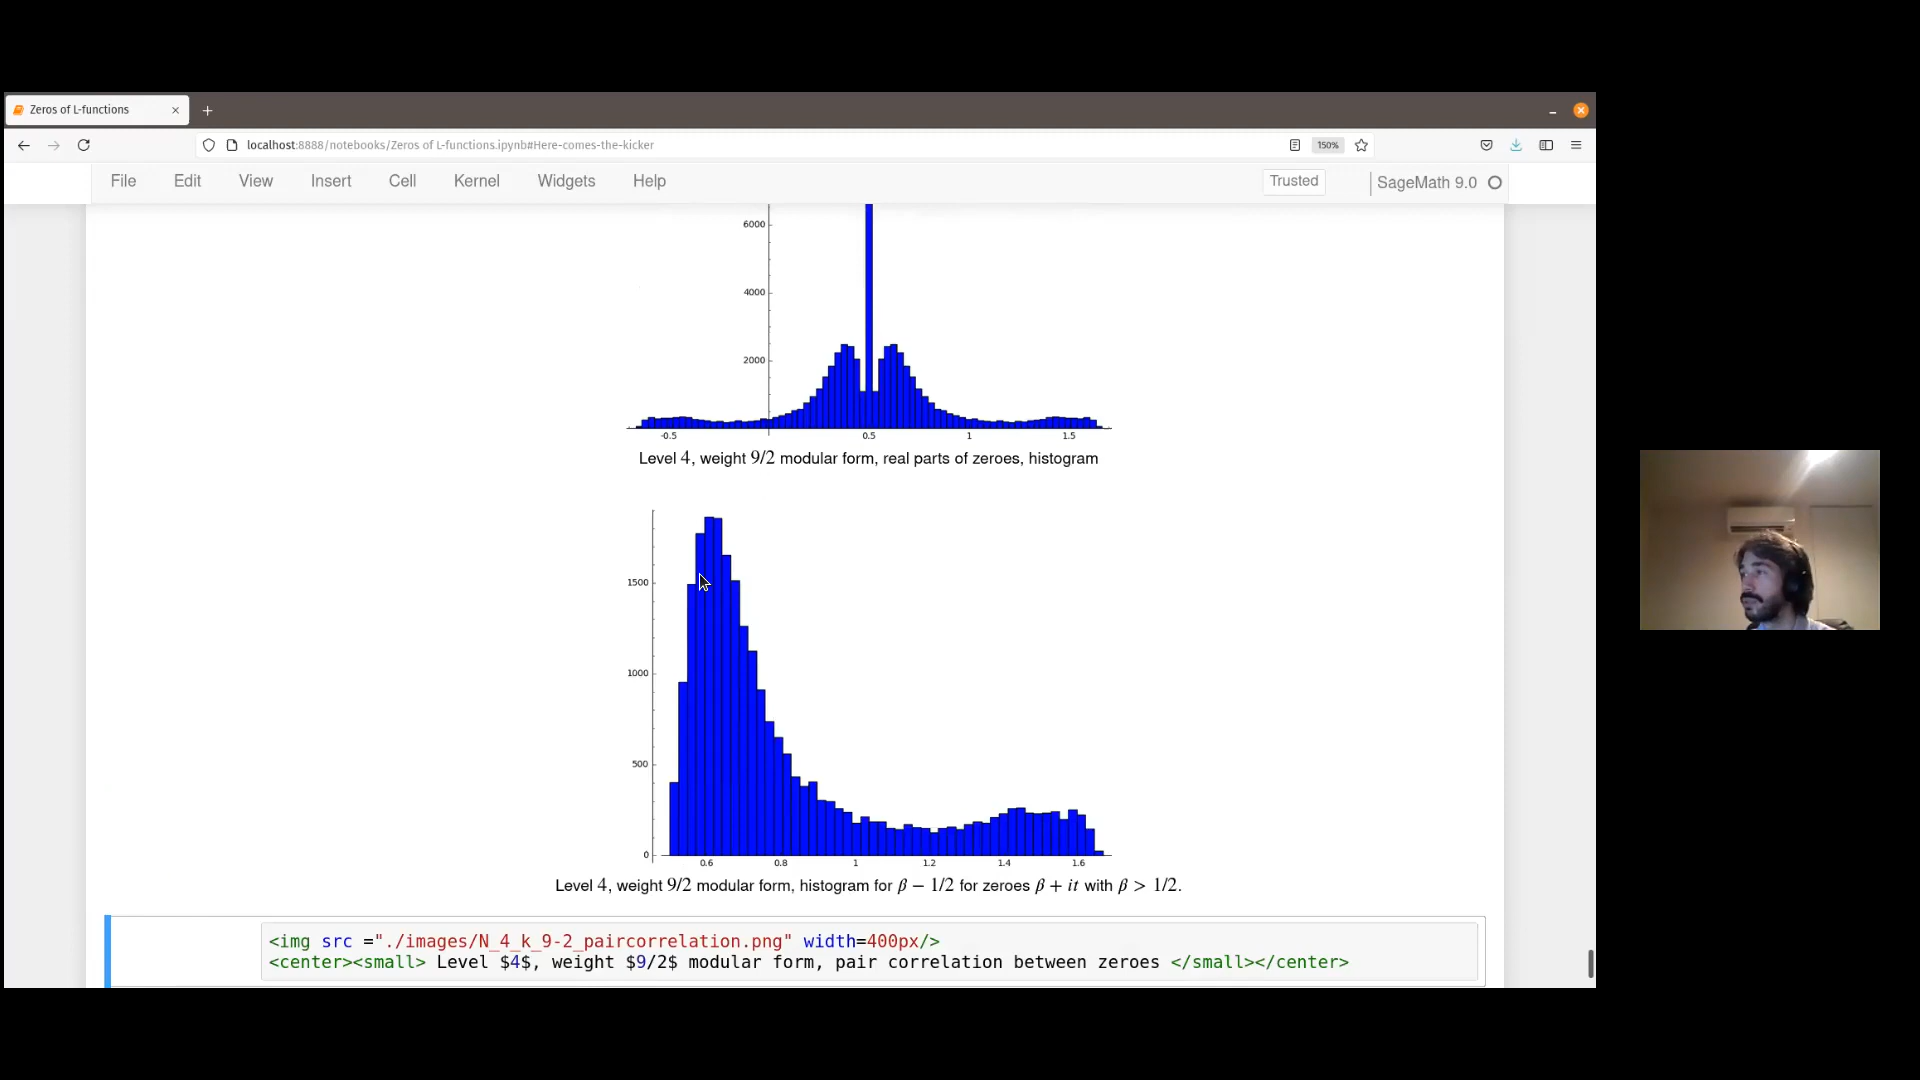 Zeros of L-functions
localhost:8888/notebooks/Zeros of L-functions.ipynb#Here-comes-the-kicker
150%
File Edit View Insert Cell Kernel Widgets Help
Trusted
SageMath 9.0
6000
4000
2000
-0.5 0.5 1 1.5
Level 4, weight 9/2 modular form, real parts of zeroes, histogram
1500
1000
500
0
0.6 0.8 1 1.2 1.4 1.6
Level 4, weight 9/2 modular form, histogram for β − 1/2 for zeroes β + it with β > 1/2.
<img src ="./images/N_4_k_9-2_paircorrelation.png" width=400px/>
<center><small> Level $4$, weight $9/2$ modular form, pair correlation between zeroes </small></center>